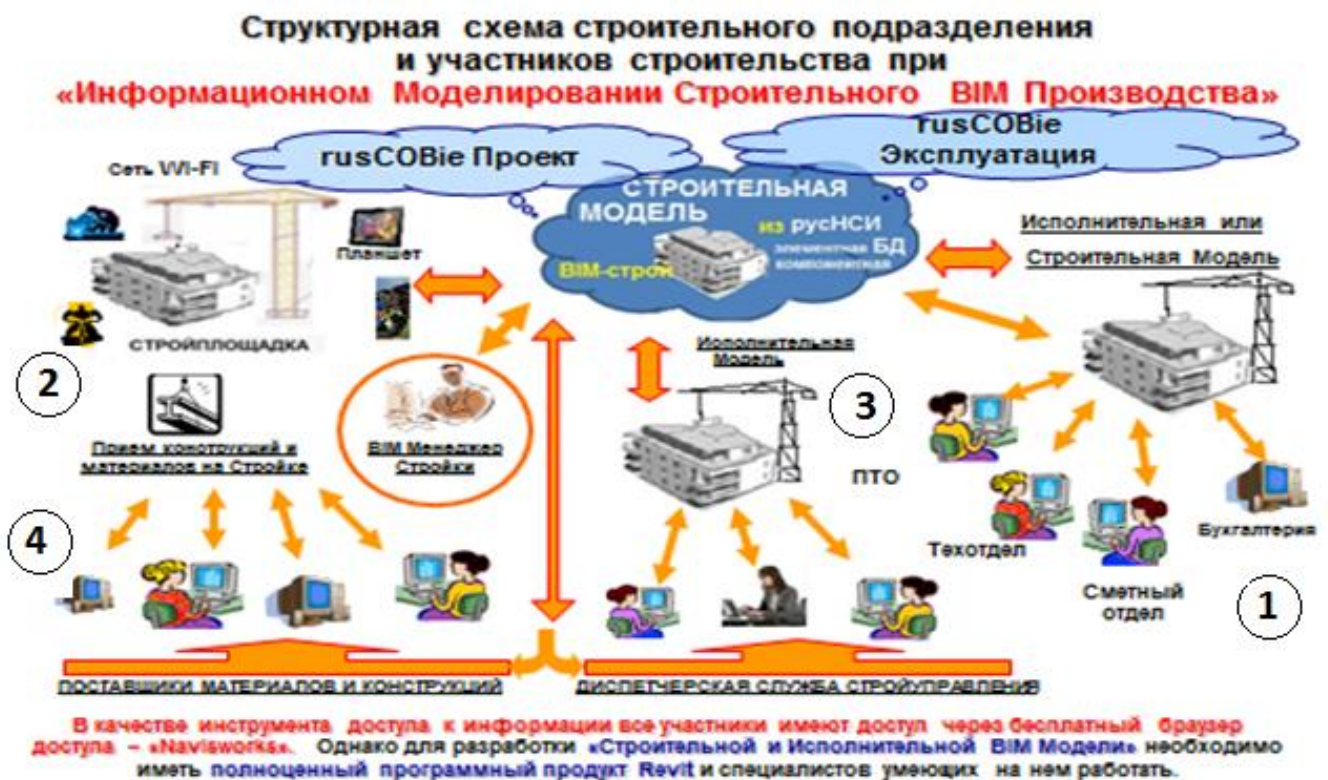 Структурная схема строительного подразделения
и участников строительства при
«Информационном Моделировании Строительного BIM Производства»
rusCOBie Проект
rusCOBie
Эксплуатация
Сеть WI-FI
Планшет
СТРОИТЕЛЬНАЯ
МОДЕЛЬ
из русНСИ
элементная БД
компонентная
BIM-строй
Исполнительная или
Строительная Модель
СТРОЙПЛОЩАДКА
2
Прием конструкций и
материалов на Стройке
BIM Менеджер
Стройки
Исполнительная
Модель
3
ПТО
4
Техотдел
Сметный
отдел
Бухгалтерия
1
ПОСТАВЩИКИ МАТЕРИАЛОВ И КОНСТРУКЦИЙ
ДИСПЕТЧЕРСКАЯ СЛУЖБА СТРОЙУПРАВЛЕНИЯ
В качестве инструмента доступа к информации все участники имеют доступ через бесплатный браузер
доступа – «Navisworks». Однако для разработки «Строительной и Исполнительной BIM Модели» необходимо
иметь полноценный программный продукт Revit и специалистов умеющих на нем работать.